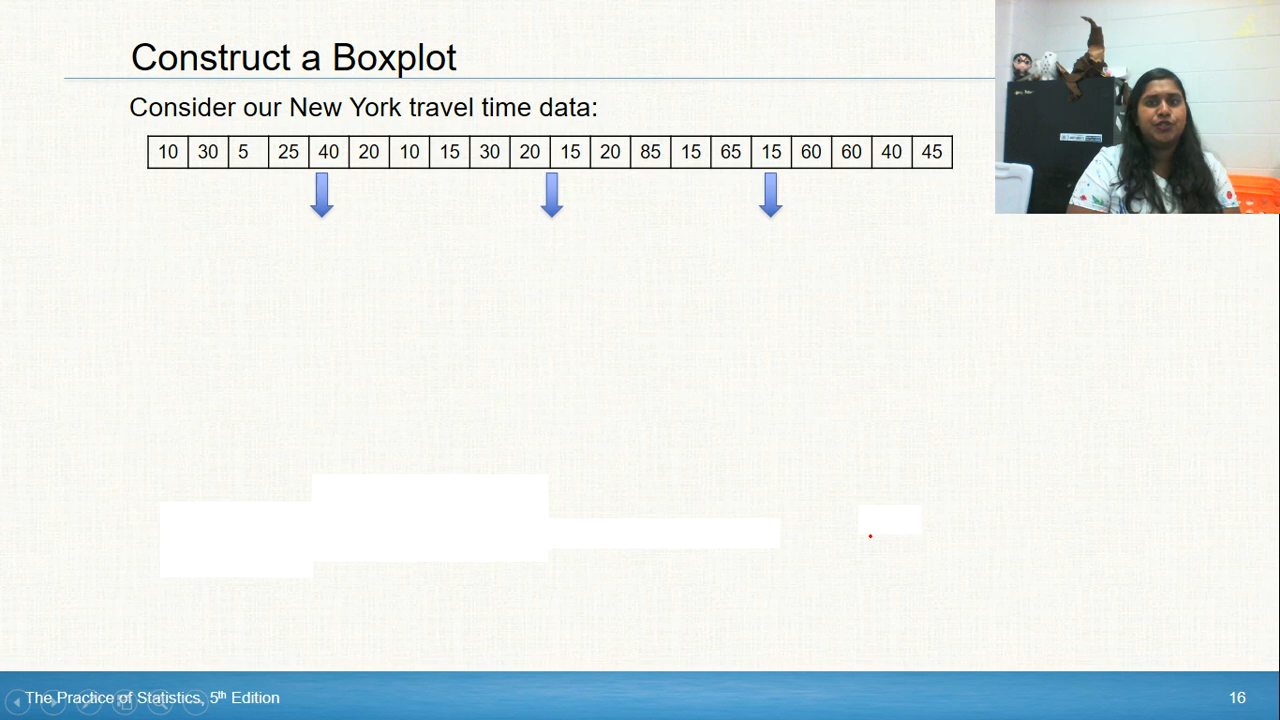 Construct a Boxplot
Consider our New York travel time data:
10 30 5 25 40 20 10 15 30 20 15 20 85 15 65 15 60 60 40 45
The Practice of Statistics, 5th Edition
16